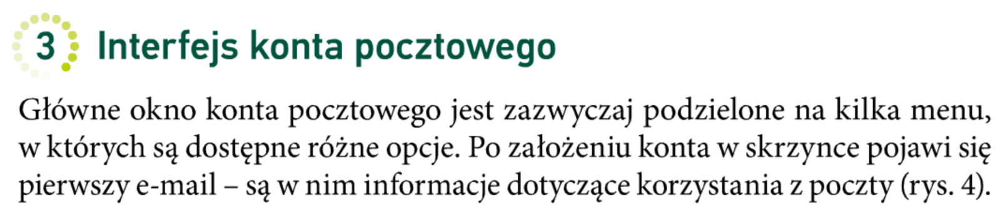 3 Interfejs konta pocztowego
Główne okno konta pocztowego jest zazwyczaj podzielone na kilka menu,
w których są dostępne różne opcje. Po założeniu konta w skrzynce pojawi się
pierwszy e-mail – są w nim informacje dotyczące korzystania z poczty (rys. 4).